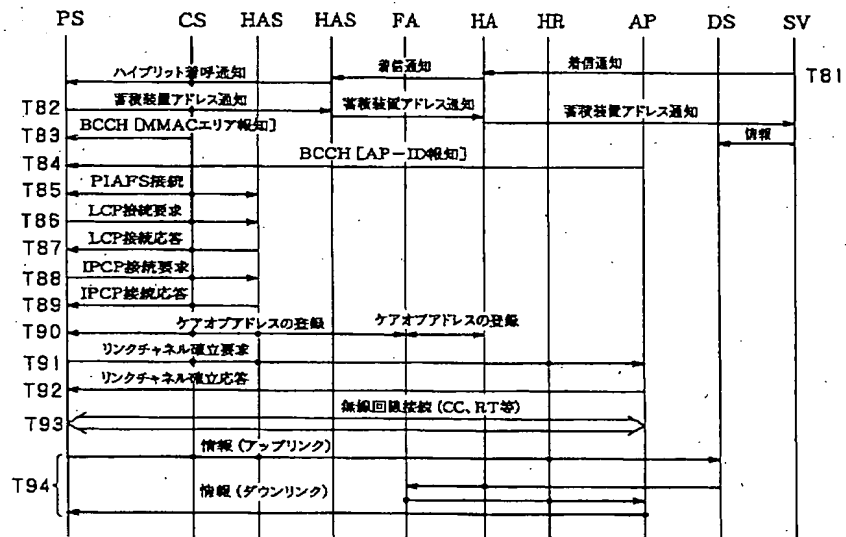 PS CS HAS HAS FA HA HR AP DS SV
ハイブリット着呼通知 着信通知 着信通知 T81
T82 蓄積装置アドレス通知 蓄積装置アドレス通知 蓄積装置アドレス通知
T83 BCCH [MMACエリア報知] 情報
T84 BCCH [AP-ID報知]
T85 PIAFS接続
T86 LCP接続要求
T87 LCP接続応答
T88 IPCP接続要求
T89 IPCP接続応答
T90 ケアオブアドレスの登録 ケアオブアドレスの登録
T91 リンクチャネル確立要求
T92 リンクチャネル確立応答
T93 無線回線接続 (CC、RT等)
情報 (アップリンク)
T94 情報 (ダウンリンク)